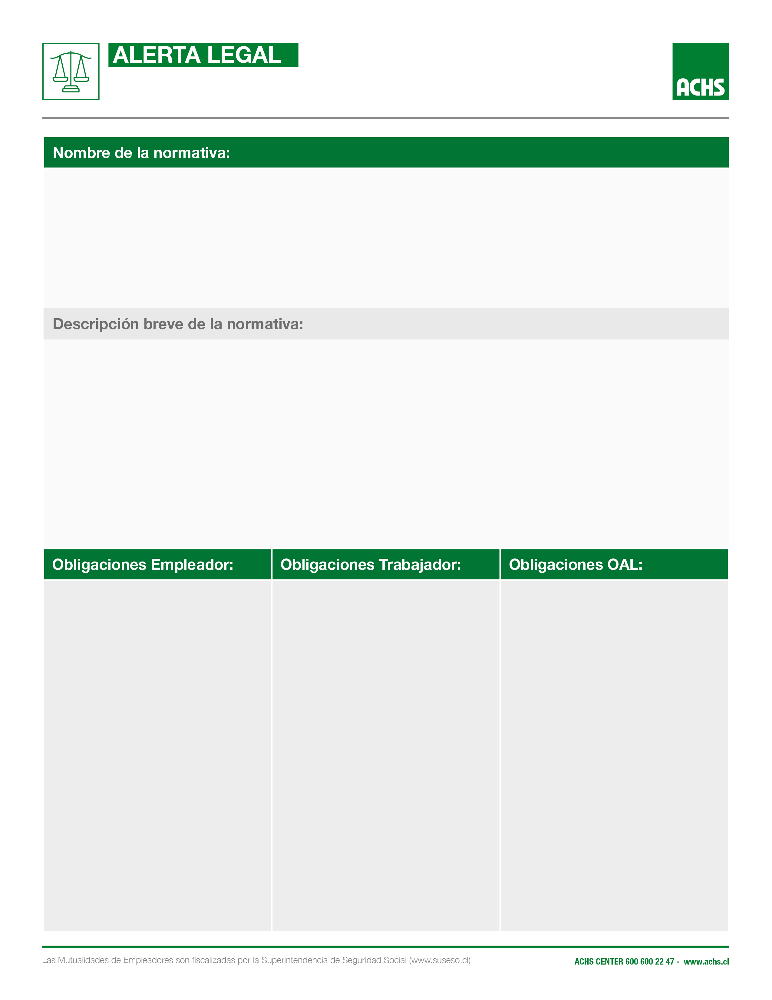 ALERTA LEGAL
ACHS
Nombre de la normativa:
Descripción breve de la normativa:
Obligaciones Empleador:
Obligaciones Trabajador:
Obligaciones OAL:
Las Mutualidades de Empleadores son fiscalizadas por la Superintendencia de Seguridad Social (www.suseso.cl)
ACHS CENTER 600 600 22 47 - www.achs.cl